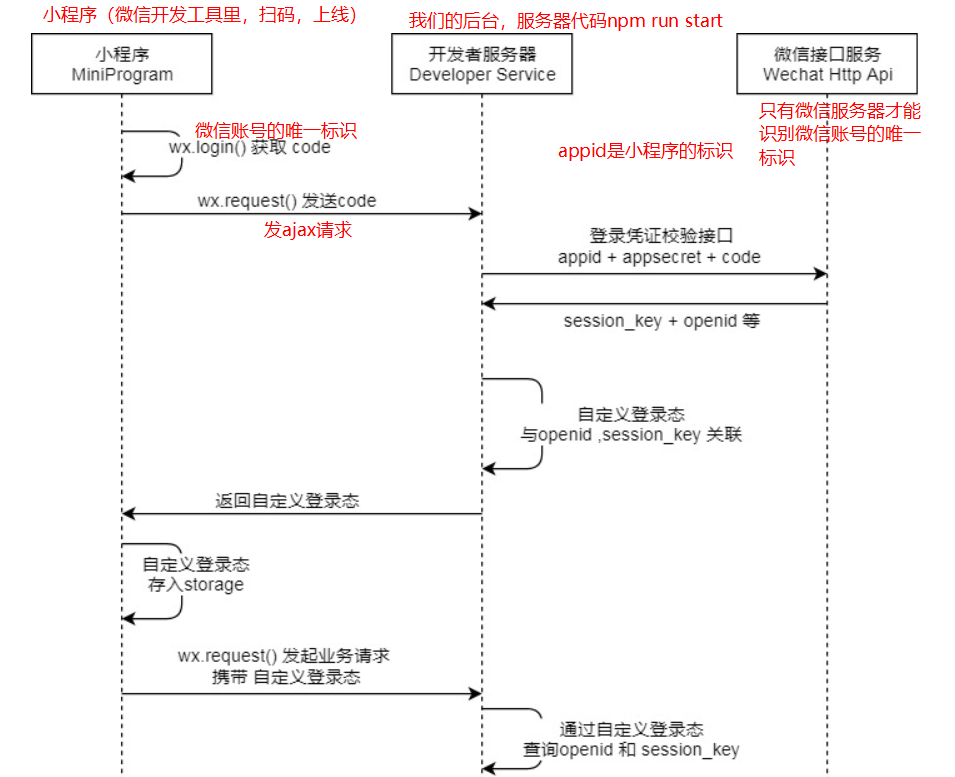 小程序（微信开发工具里，扫码，上线）
我们的后台，服务器代码npm run start
小程序
MiniProgram
开发者服务器
Developer Service
微信接口服务
Wechat Http Api
只有微信服务器才能
识别微信账号的唯一
标识
微信账号的唯一标识
wx.login() 获取 code
appid是小程序的标识
wx.request() 发送code
发ajax请求
登录凭证校验接口
appid + appsecret + code
session_key + openid 等
自定义登录态
与openid ,session_key 关联
返回自定义登录态
自定义登录态
存入storage
wx.request() 发起业务请求
携带 自定义登录态
通过自定义登录态
查询openid 和 session_key